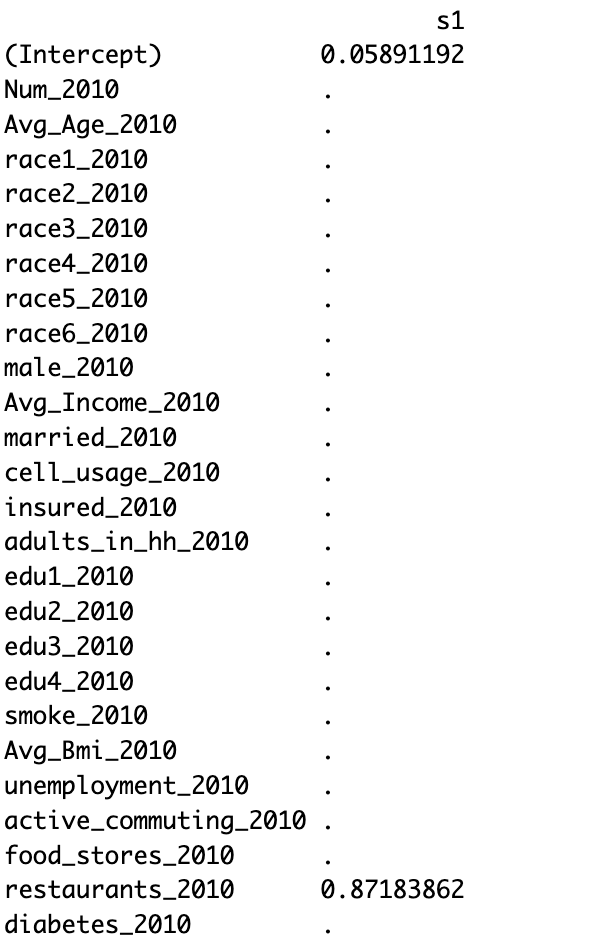 s1
(Intercept) 0.05891192
Num_2010 .
Avg_Age_2010 .
race1_2010 .
race2_2010 .
race3_2010 .
race4_2010 .
race5_2010 .
race6_2010 .
male_2010 .
Avg_Income_2010 .
married_2010 .
cell_usage_2010 .
insured_2010 .
adults_in_hh_2010 .
edu1_2010 .
edu2_2010 .
edu3_2010 .
edu4_2010 .
smoke_2010 .
Avg_Bmi_2010 .
unemployment_2010 .
active_commuting_2010 .
food_stores_2010 .
restaurants_2010 0.87183862
diabetes_2010 .